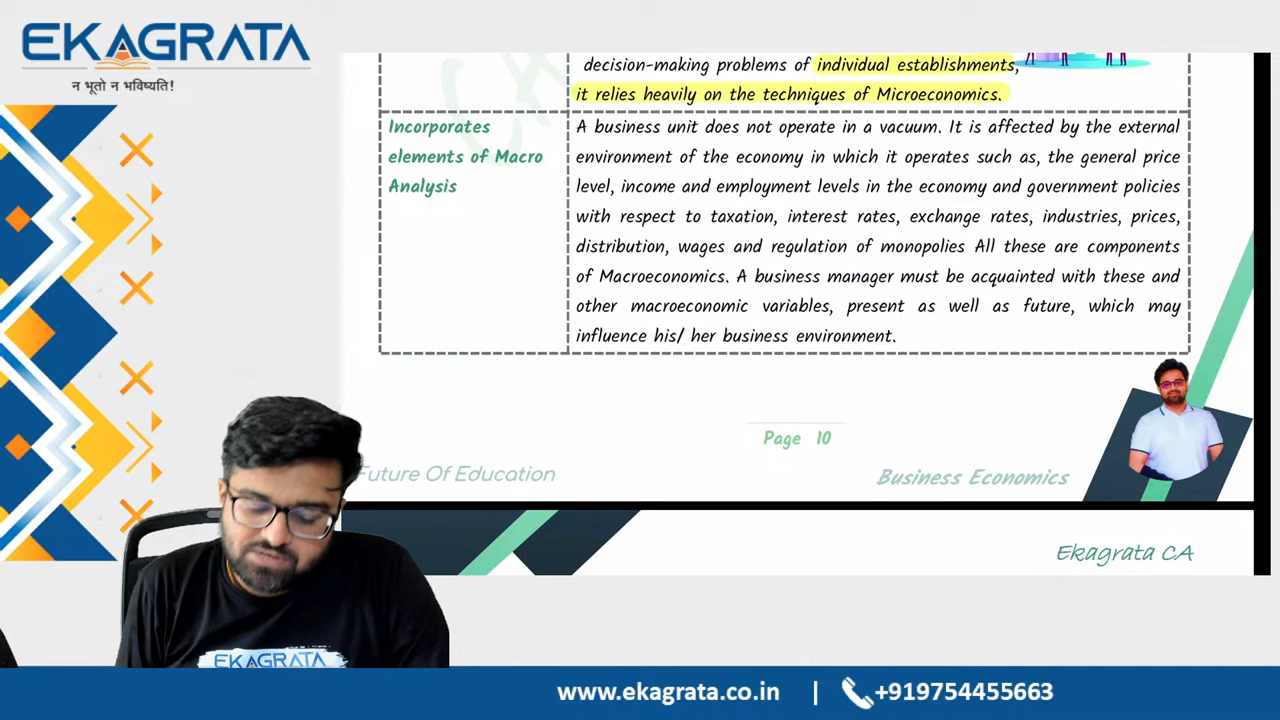 EKAGRATA
न भूतो न भविष्यति!
decision-making problems of individual establishments,
it relies heavily on the techniques of Microeconomics.
Incorporates
elements of Macro
Analysis
A business unit does not operate in a vacuum. It is affected by the external
environment of the economy in which it operates such as, the general price
level, income and employment levels in the economy and government policies
with respect to taxation, interest rates, exchange rates, industries, prices,
distribution, wages and regulation of monopolies All these are components
of Macroeconomics. A business manager must be acquainted with these and
other macroeconomic variables, present as well as future, which may
influence his/ her business environment.
Page 10
Future Of Education
Business Economics
Ekagrata CA
EKAGRATA
www.ekagrata.co.in | +919754455663